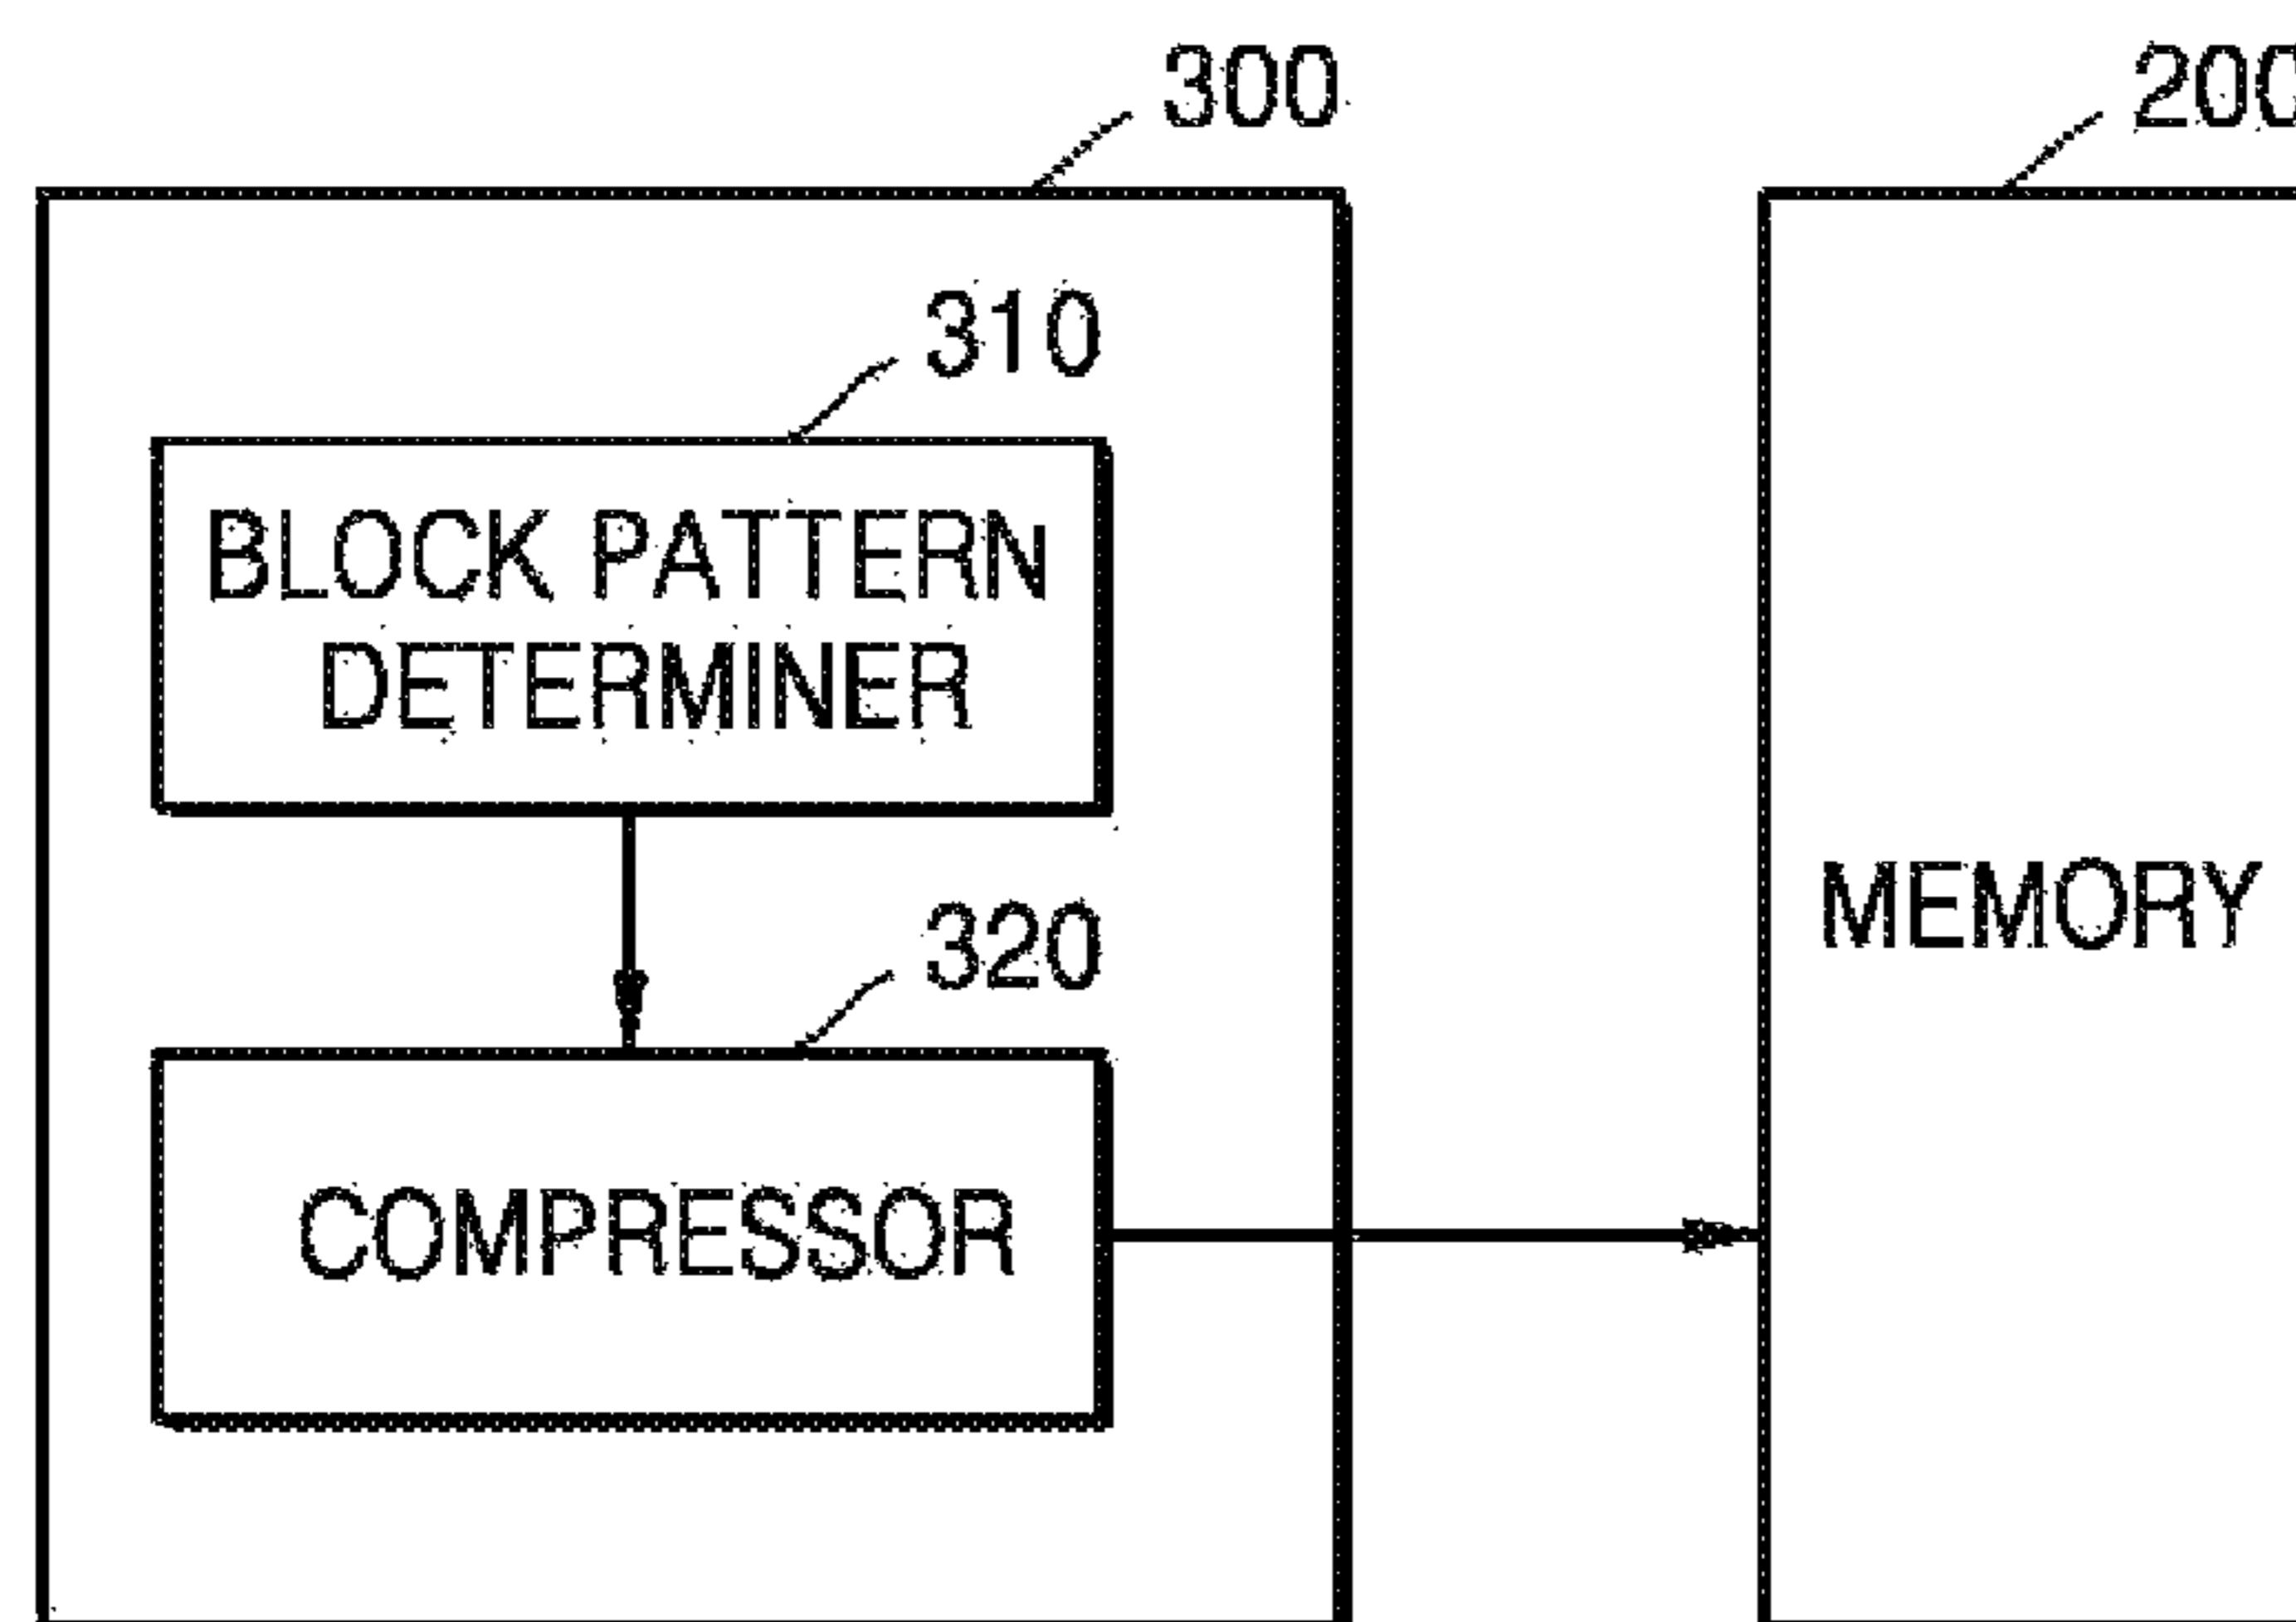 300
200
310
BLOCK PATTERN
DETERMINER
320
MEMORY
COMPRESSOR